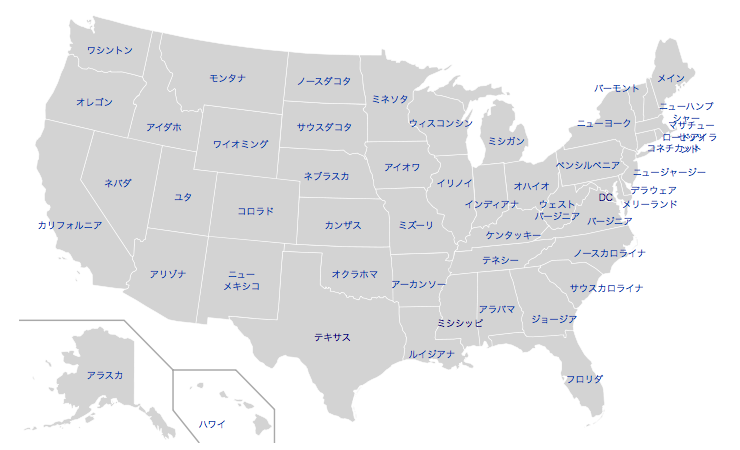 ワシントン
モンタナ
ノースダコタ
ミネソタ
メイン
バーモント
オレゴン
アイダホ
ワイオミング
サウスダコタ
ウィスコンシン
ミシガン
ニューヨーク
ニューハンプ
シャー
マサチュー
コネチカット
ネバダ
ユタ
コロラド
ネブラスカ
アイオワ
イリノイ
インディアナ
オハイオ
ペンシルベニア
ニュージャージー
カリフォルニア
カンザス
ミズーリ
ケンタッキー
ウェスト
バージニア
DC
デラウェア
メリーランド
バージニア
アリゾナ
ニュー
メキシコ
オクラホマ
アーカンソー
テネシー
ノースカロライナ
サウスカロライナ
テキサス
ルイジアナ
ミシシッピ
アラバマ
ジョージア
フロリダ
アラスカ
ハワイ